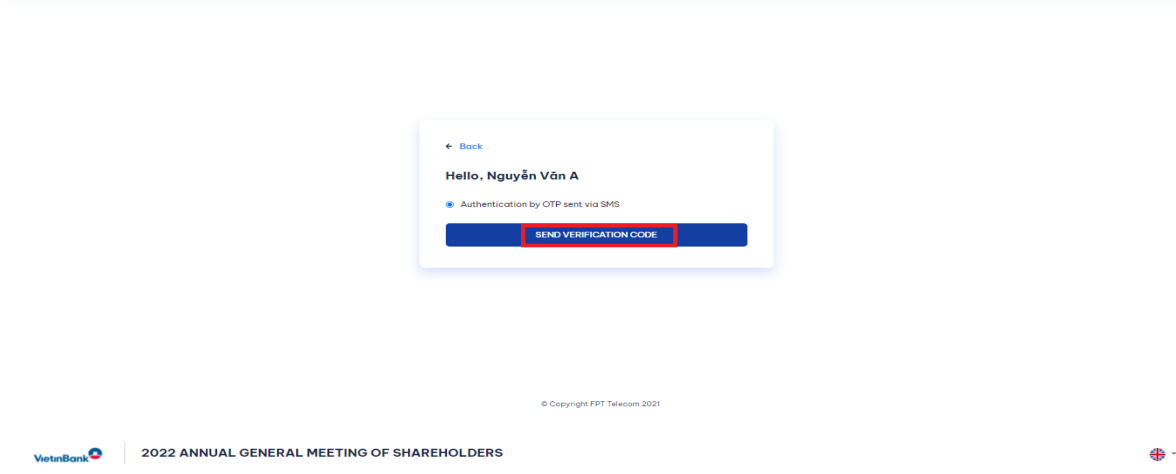 ← Back
Hello, Nguyễn Văn A
Authentication by OTP sent via SMS
SEND VERIFICATION CODE
© Copyright FPT Telecom 2021
VietinBank
2022 ANNUAL GENERAL MEETING OF SHAREHOLDERS